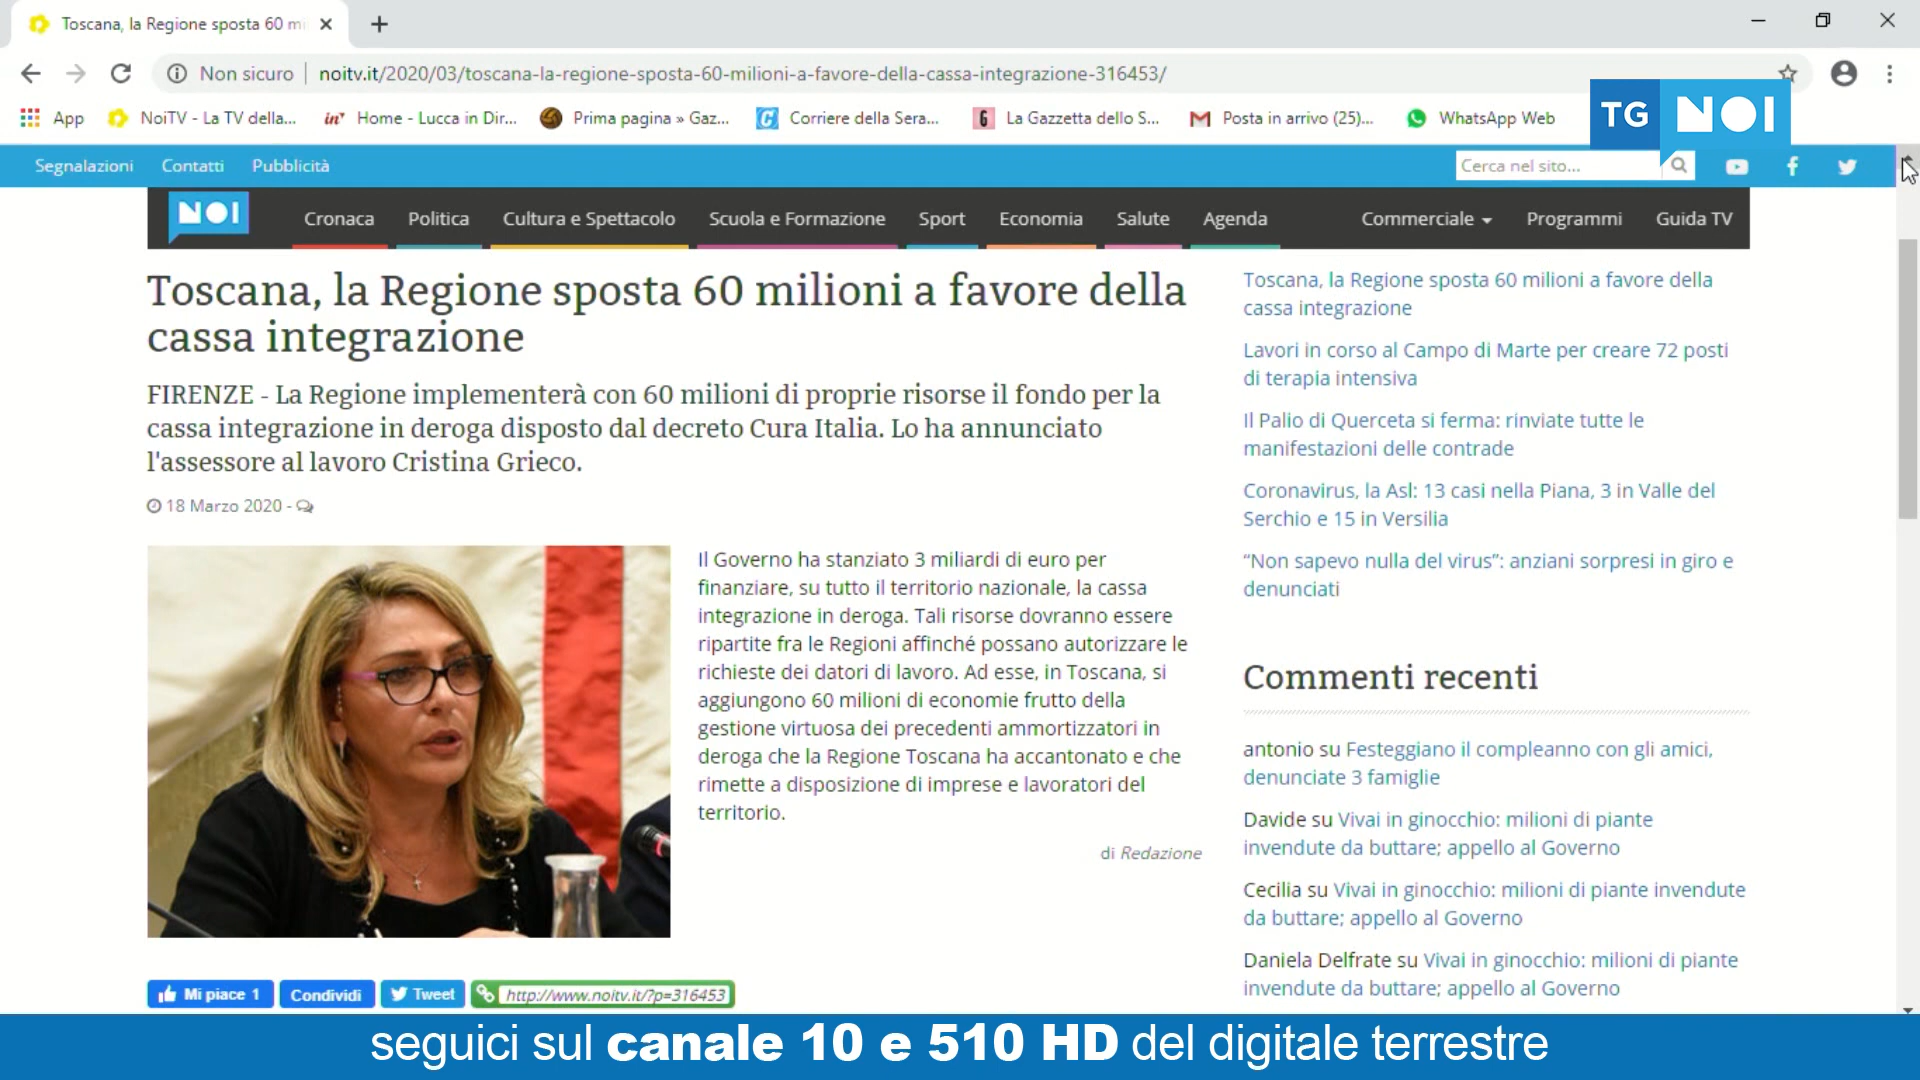 Toscana, la Regione sposta 60 mi
Non sicuro
noitv.it/2020/03/toscana-la-regione-sposta-60-milioni-a-favore-della-cassa-integrazione-316453/
App
NoiTV - La TV della...
Home - Lucca in Dir...
Prima pagina » Gaz...
Corriere della Sera...
La Gazzetta dello S...
Posta in arrivo (25)...
WhatsApp Web
TG NOI
Segnalazioni Contatti Pubblicità
Cerca nel sito...
NOI
Cronaca Politica Cultura e Spettacolo Scuola e Formazione Sport Economia Salute Agenda Commerciale Programmi Guida TV
Toscana, la Regione sposta 60 milioni a favore della
cassa integrazione
FIRENZE - La Regione implementerà con 60 milioni di proprie risorse il fondo per la
cassa integrazione in deroga disposto dal decreto Cura Italia. Lo ha annunciato
l'assessore al lavoro Cristina Grieco.
18 Marzo 2020 -
Il Governo ha stanziato 3 miliardi di euro per
finanziare, su tutto il territorio nazionale, la cassa
integrazione in deroga. Tali risorse dovranno essere
ripartite fra le Regioni affinché possano autorizzare le
richieste dei datori di lavoro. Ad esse, in Toscana, si
aggiungono 60 milioni di economie frutto della
gestione virtuosa dei precedenti ammortizzatori in
deroga che la Regione Toscana ha accantonato e che
rimette a disposizione di imprese e lavoratori del
territorio.
di Redazione
Mi piace 1
Condividi
Tweet
http://www.noitv.it/?p=316453
Toscana, la Regione sposta 60 milioni a favore della
cassa integrazione
Lavori in corso al Campo di Marte per creare 72 posti
di terapia intensiva
Il Palio di Querceta si ferma: rinviate tutte le
manifestazioni delle contrade
Coronavirus, la Asl: 13 casi nella Piana, 3 in Valle del
Serchio e 15 in Versilia
“Non sapevo nulla del virus”: anziani sorpresi in giro e
denunciati
Commenti recenti
antonio su Festeggiano il compleanno con gli amici,
denunciate 3 famiglie
Davide su Vivai in ginocchio: milioni di piante
invendute da buttare; appello al Governo
Cecilia su Vivai in ginocchio: milioni di piante invendute
da buttare; appello al Governo
Daniela Delfrate su Vivai in ginocchio: milioni di piante
invendute da buttare; appello al Governo
seguici sul canale 10 e 510 HD del digitale terrestre